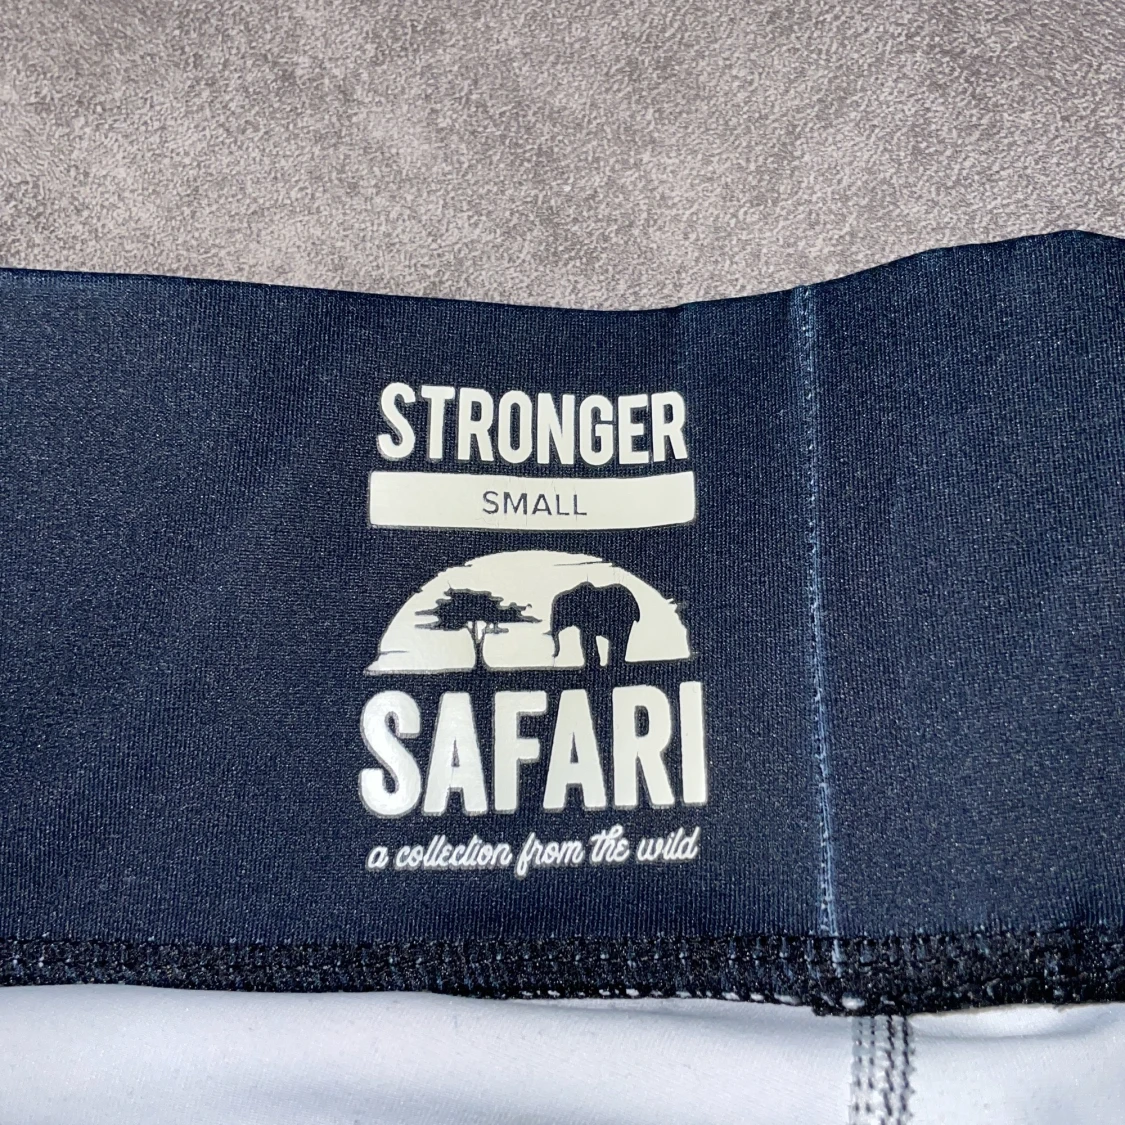 STRONGER
SMALL
SAFARI
a collection from the wild